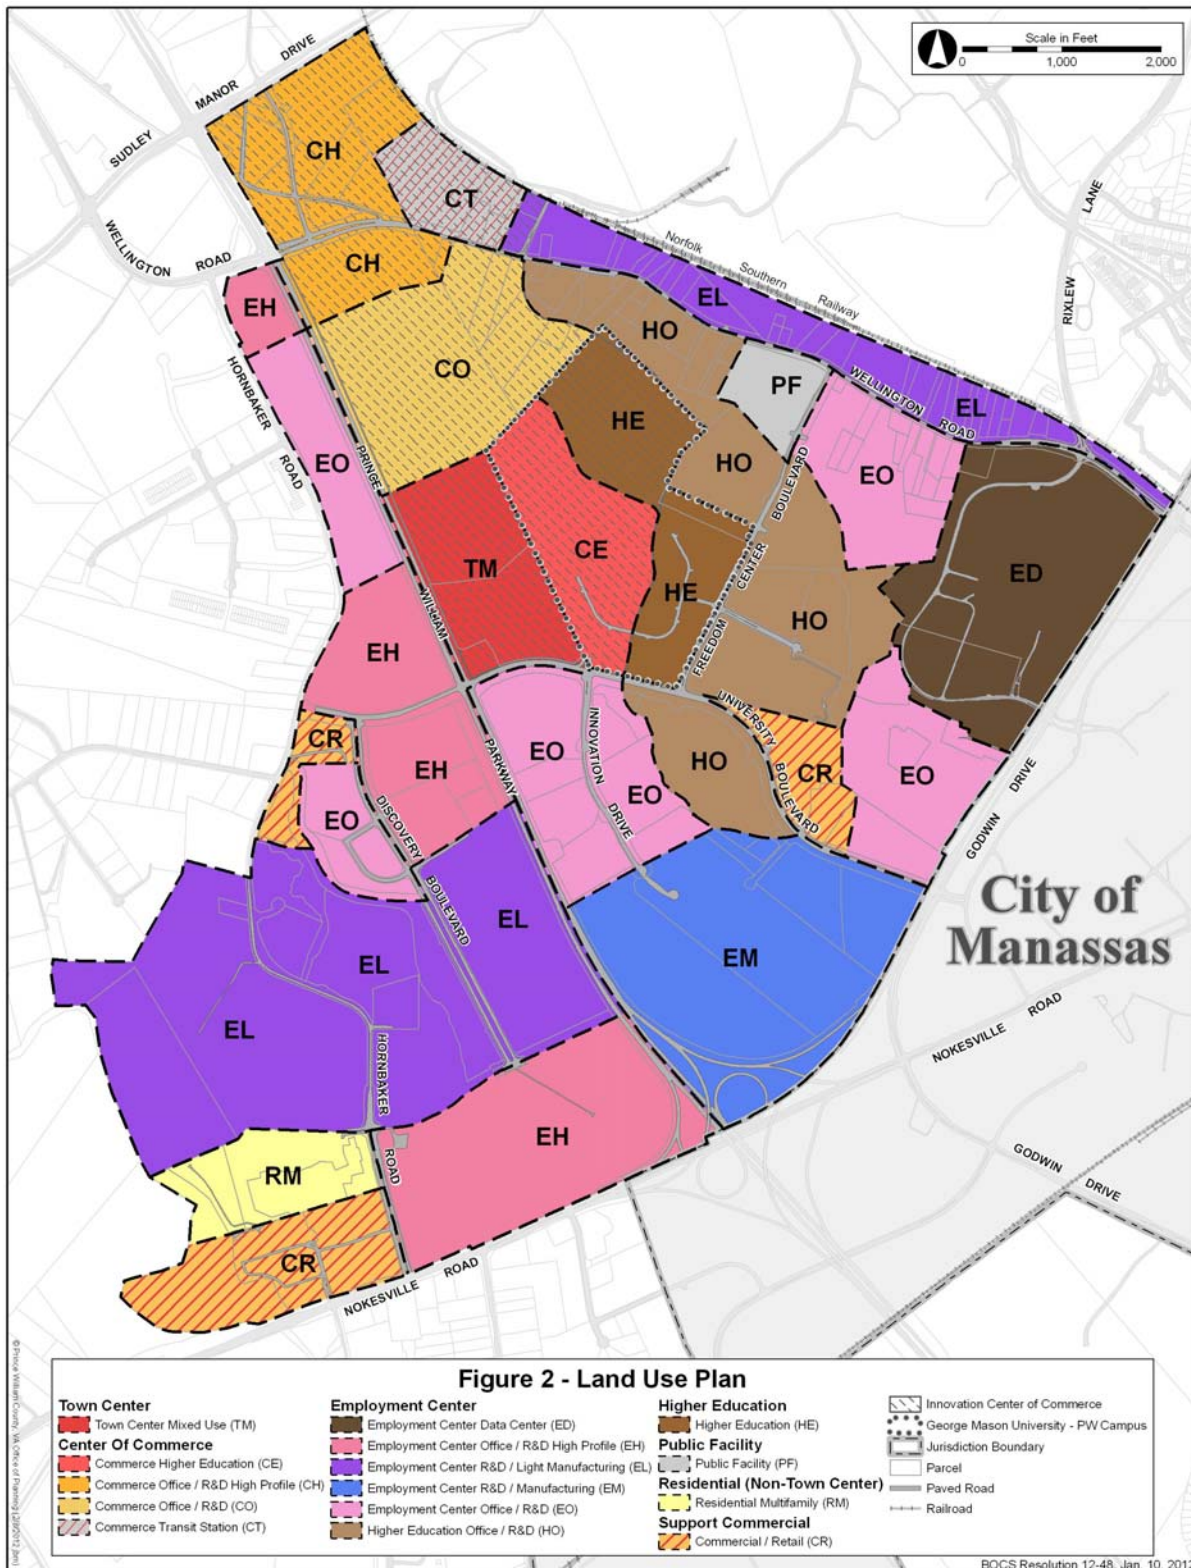 Scale in Feet
0 1,000 2,000
SUDLEY MANOR DRIVE
WELLINGTON ROAD
CH
CT
CH
EH
CO
Norfolk Southern Railway
EL
HO
PF
RIXLEW LANE
WELLINGTON ROAD
EL
HORNBAKER ROAD
EO
PRINCE WILLIAM PARKWAY
HE
HO
EO
FREEDOM CENTER BOULEVARD
TM
CE
HE
HO
ED
EH
CR
EH
EO
INNOVATION DRIVE
EO
HO
UNIVERSITY BOULEVARD
CR
EO
GODWIN DRIVE
EO
DISCOVERY BOULEVARD
EL
EL
EL
EM
City of
Manassas
NOKESVILLE ROAD
HORNBAKER ROAD
EH
GODWIN DRIVE
RM
CR
NOKESVILLE ROAD
Figure 2 - Land Use Plan
Town Center
Town Center Mixed Use (TM)
Center Of Commerce
Commerce Higher Education (CE)
Commerce Office / R&D High Profile (CH)
Commerce Office / R&D (CO)
Commerce Transit Station (CT)
Employment Center
Employment Center Data Center (ED)
Employment Center Office / R&D High Profile (EH)
Employment Center R&D / Light Manufacturing (EL)
Employment Center R&D / Manufacturing (EM)
Employment Center Office / R&D (EO)
Higher Education Office / R&D (HO)
Higher Education
Higher Education (HE)
Public Facility
Public Facility (PF)
Residential (Non-Town Center)
Residential Multifamily (RM)
Support Commercial
Commercial / Retail (CR)
Innovation Center of Commerce
George Mason University - PW Campus
Jurisdiction Boundary
Parcel
Paved Road
Railroad
© Prince William County, VA Office of Planning
BOCS Resolution 12-48, Jan. 10, 2012